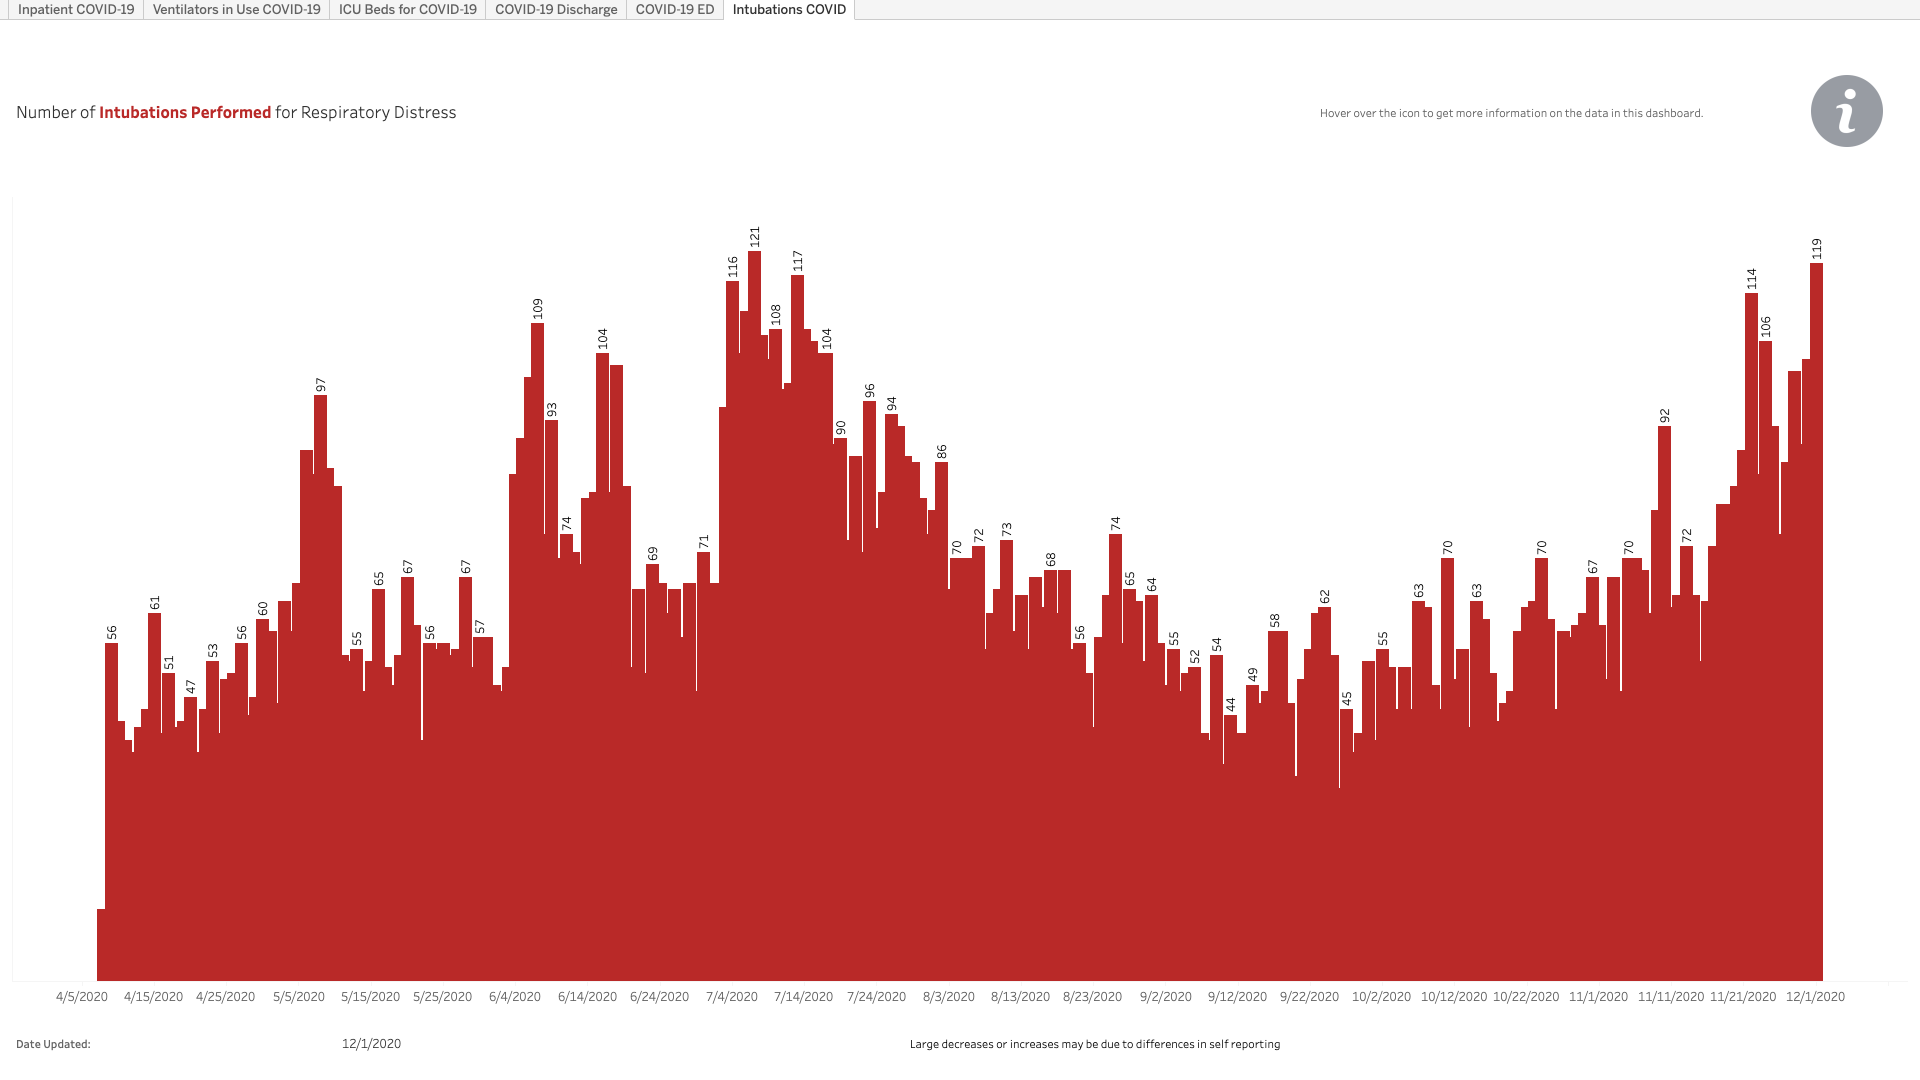 Inpatient COVID-19 Ventilators in Use COVID-19 ICU Beds for COVID-19 COVID-19 Discharge COVID-19 ED Intubations COVID
Number of Intubations Performed for Respiratory Distress
Hover over the icon to get more information on the data in this dashboard.
i
56 61 51 47 53 56 60 97 55 65 67 56 67 57 109 93 74 104 69 71 116 121 108 117 104 90 96 94 86 70 72 73 68 56 74 65 64 55 52 54 44 49 58 62 45 55 63 70 63 70 67 70 92 72 114 106 119
4/5/2020 4/15/2020 4/25/2020 5/5/2020 5/15/2020 5/25/2020 6/4/2020 6/14/2020 6/24/2020 7/4/2020 7/14/2020 7/24/2020 8/3/2020 8/13/2020 8/23/2020 9/2/2020 9/12/2020 9/22/2020 10/2/2020 10/12/2020 10/22/2020 11/1/2020 11/11/2020 11/21/2020 12/1/2020
Date Updated: 12/1/2020 Large decreases or increases may be due to differences in self reporting